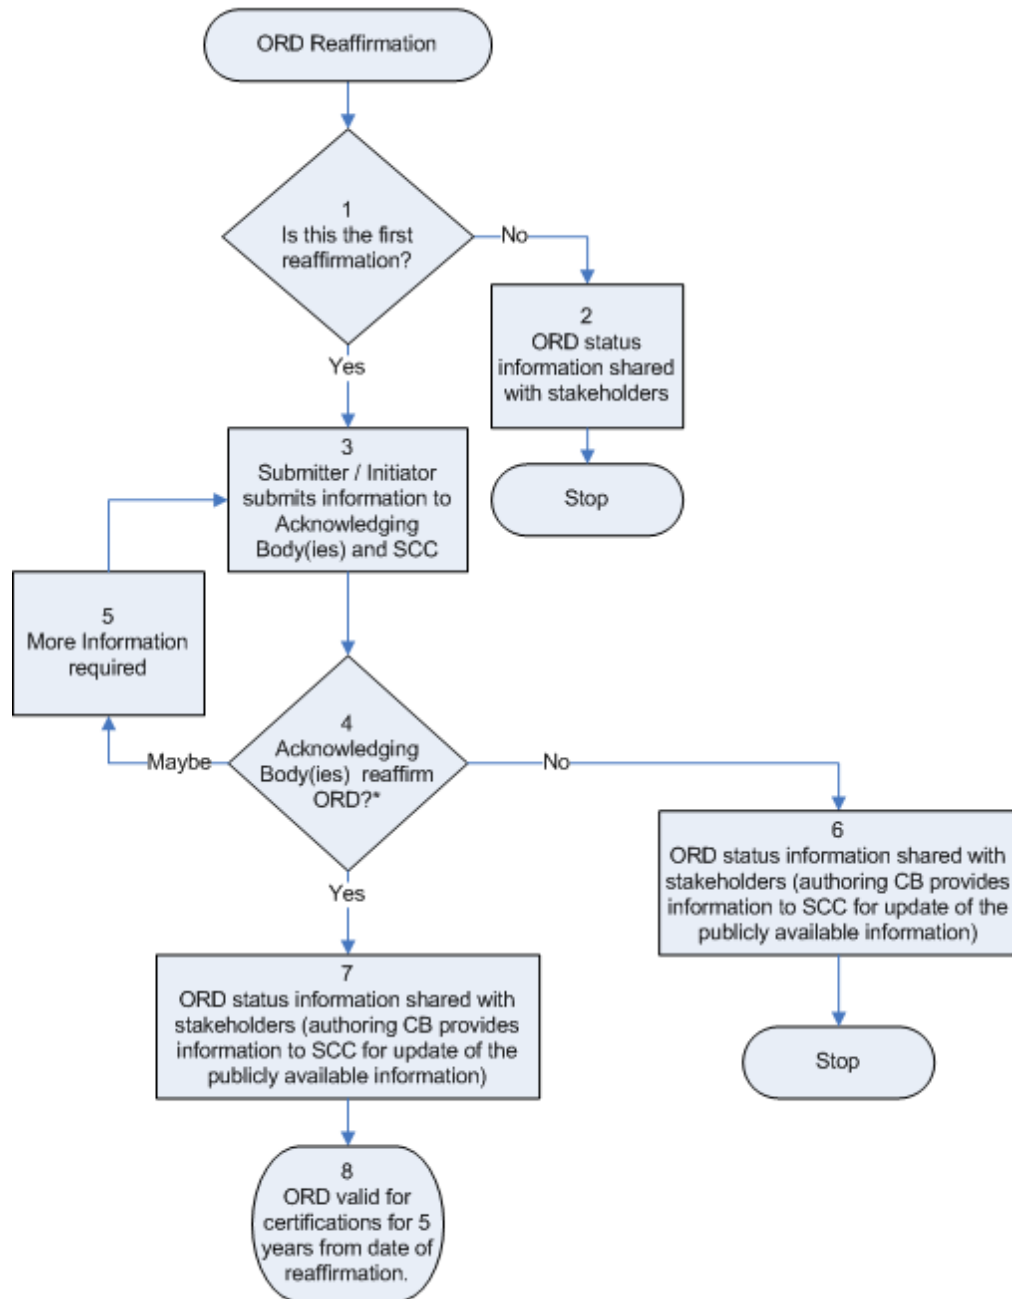 ORD Reaffirmation
1
Is this the first
reaffirmation?
No
2
ORD status
information shared
with stakeholders
Yes
3
Submitter / Initiator
submits information to
Acknowledging
Body(ies) and SCC
Stop
5
More Information
required
4
Acknowledging
Body(ies) reaffirm
ORD?*
Maybe
No
6
ORD status information shared with
stakeholders (authoring CB provides
information to SCC for update of the
publicly available information)
Yes
7
ORD status information shared with
stakeholders (authoring CB provides
information to SCC for update of the
publicly available information)
Stop
8
ORD valid for
certifications for 5
years from date of
reaffirmation.